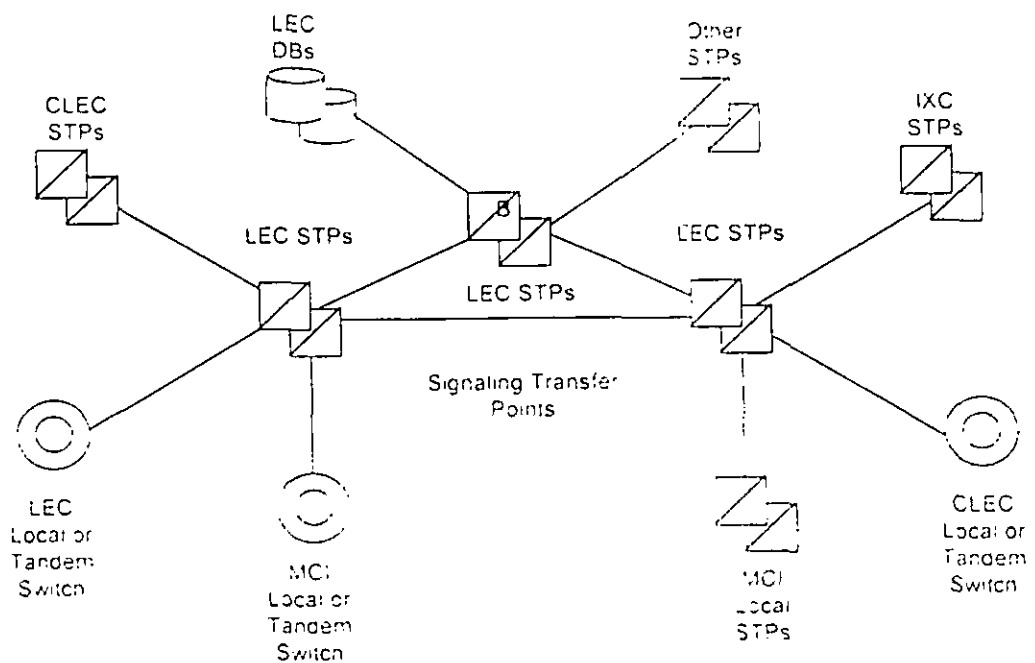 LEC
DBs
Other
STPs
CLEC
STPs
IXC
STPs
B
LEC STPs
LEC STPs
LEC STPs
Signaling Transfer
Points
LEC
Local or
Tandem
Switch
MCI
Local or
Tandem
Switch
MCI
Local
STPs
CLEC
Local or
Tandem
Switch